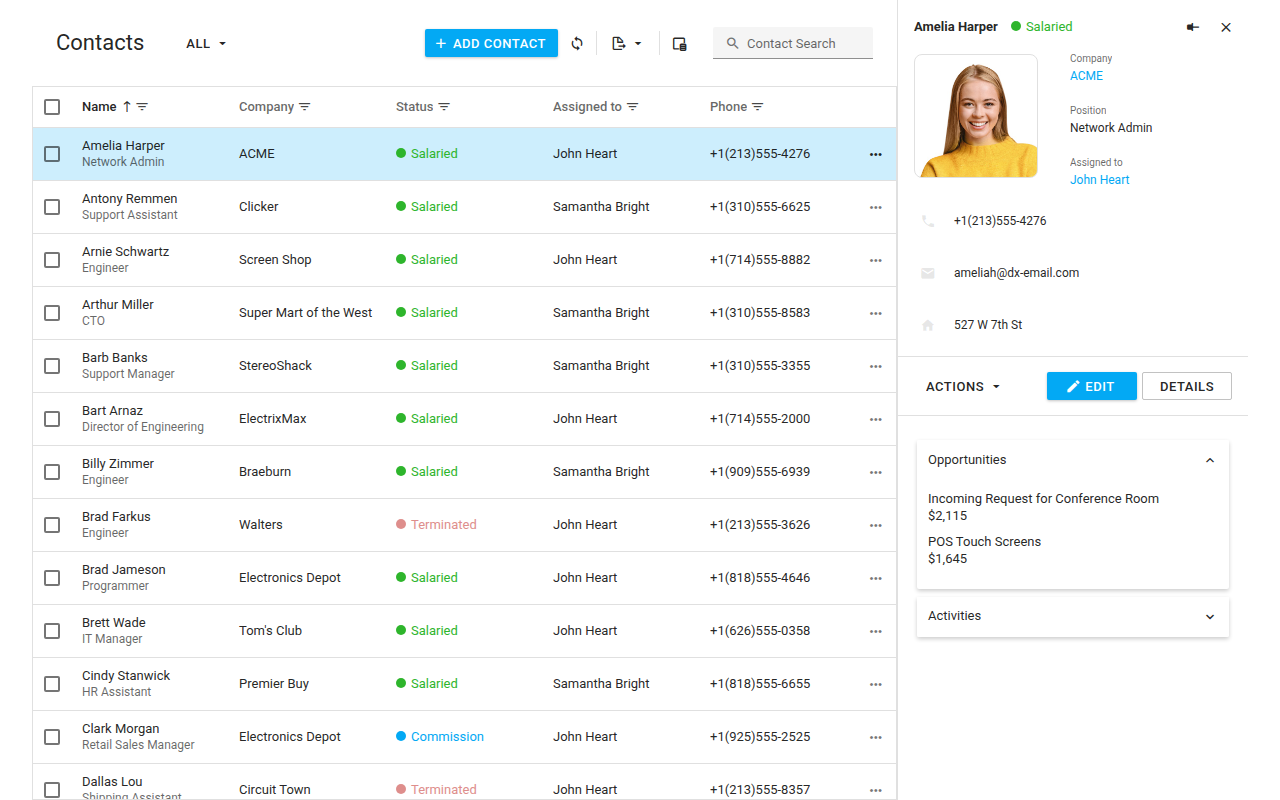 Contacts
ALL
ADD CONTACT
Contact Search
Name
Company
Status
Assigned to
Phone
Amelia Harper
Network Admin
ACME
Salaried
John Heart
+1(213)555-4276
Antony Remmen
Support Assistant
Clicker
Salaried
Samantha Bright
+1(310)555-6625
Arnie Schwartz
Engineer
Screen Shop
Salaried
John Heart
+1(714)555-8882
Arthur Miller
CTO
Super Mart of the West
Salaried
Samantha Bright
+1(310)555-8583
Barb Banks
Support Manager
StereoShack
Salaried
Samantha Bright
+1(310)555-3355
Bart Arnaz
Director of Engineering
ElectrixMax
Salaried
John Heart
+1(714)555-2000
Billy Zimmer
Engineer
Braeburn
Salaried
Samantha Bright
+1(909)555-6939
Brad Farkus
Engineer
Walters
Terminated
John Heart
+1(213)555-3626
Brad Jameson
Programmer
Electronics Depot
Salaried
John Heart
+1(818)555-4646
Brett Wade
IT Manager
Tom's Club
Salaried
John Heart
+1(626)555-0358
Cindy Stanwick
HR Assistant
Premier Buy
Salaried
Samantha Bright
+1(818)555-6655
Clark Morgan
Retail Sales Manager
Electronics Depot
Commission
John Heart
+1(925)555-2525
Dallas Lou
Shipping Assistant
Circuit Town
Terminated
John Heart
+1(213)555-8357
Amelia Harper
Salaried
Company
ACME
Position
Network Admin
Assigned to
John Heart
+1(213)555-4276
ameliah@dx-email.com
527 W 7th St
ACTIONS
EDIT
DETAILS
Opportunities
Incoming Request for Conference Room
$2,115
POS Touch Screens
$1,645
Activities